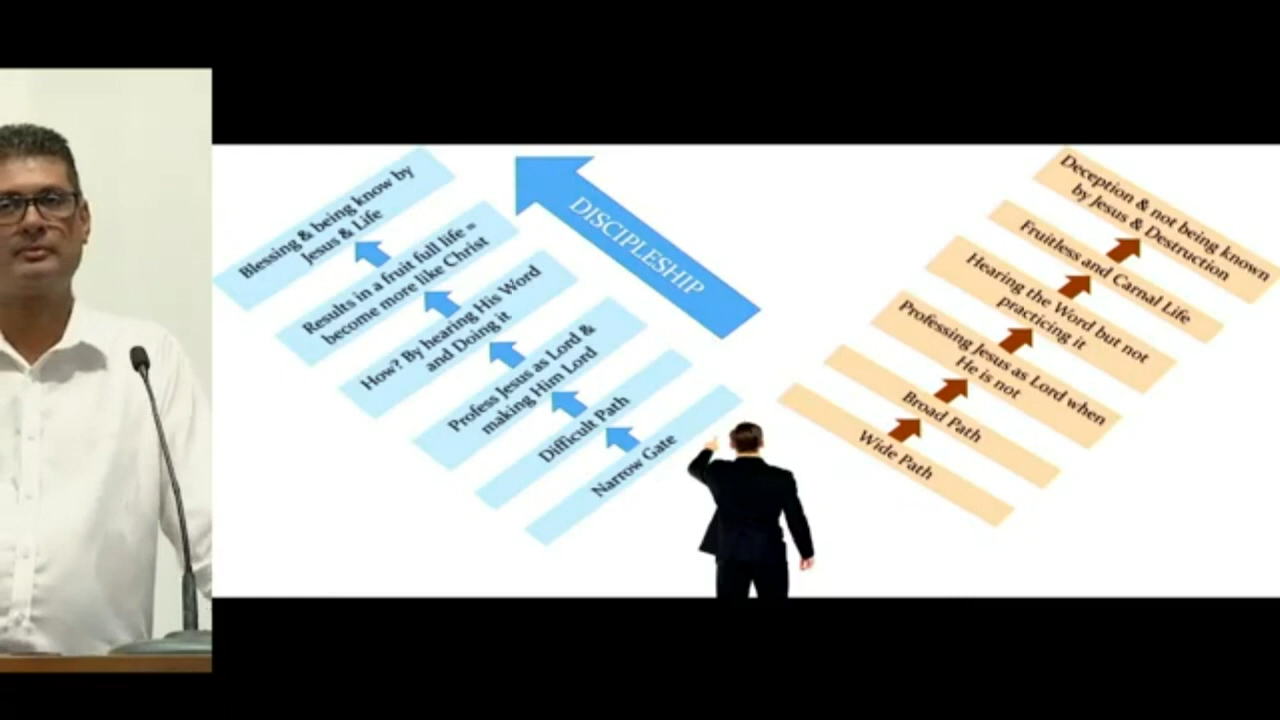 Blessing & being know by
Jesus & Life
Results in a fruit full life =
become more like Christ
How? By hearing His Word
and Doing it
Profess Jesus as Lord &
making Him Lord
Difficult Path
Narrow Gate
DISCIPLESHIP
Deception & not being known
by Jesus & Destruction
Fruitless and Carnal Life
Hearing the Word but not
practicing it
Professing Jesus as Lord when
He is not
Broad Path
Wide Path